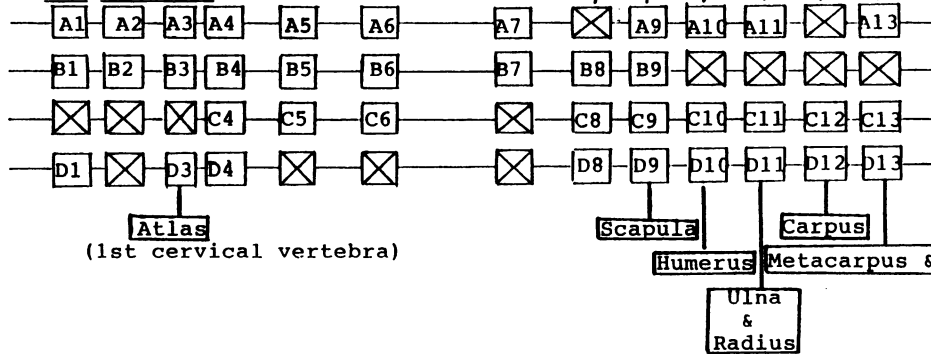 A1 A2 A3 A4 A5 A6 A7 A9 A10 A11 A13
B1 B2 B3 B4 B5 B6 B7 B8 B9
C4 C5 C6 C8 C9 C10 C11 C12 C13
D1 D3 D4 D8 D9 D10 D11 D12 D13
Atlas Scapula Carpus
(1st cervical vertebra)
Humerus Metacarpus &
Ulna
&
Radius